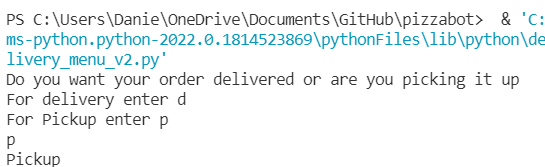 PS C:\Users\Danie\OneDrive\Documents\GitHub\pizzabot>  & 'C:
ms-python.python-2022.0.1814523869\pythonFiles\lib\python\de
livery_menu_v2.py'
Do you want your order delivered or are you picking it up
For delivery enter d
For Pickup enter p
p
Pickup